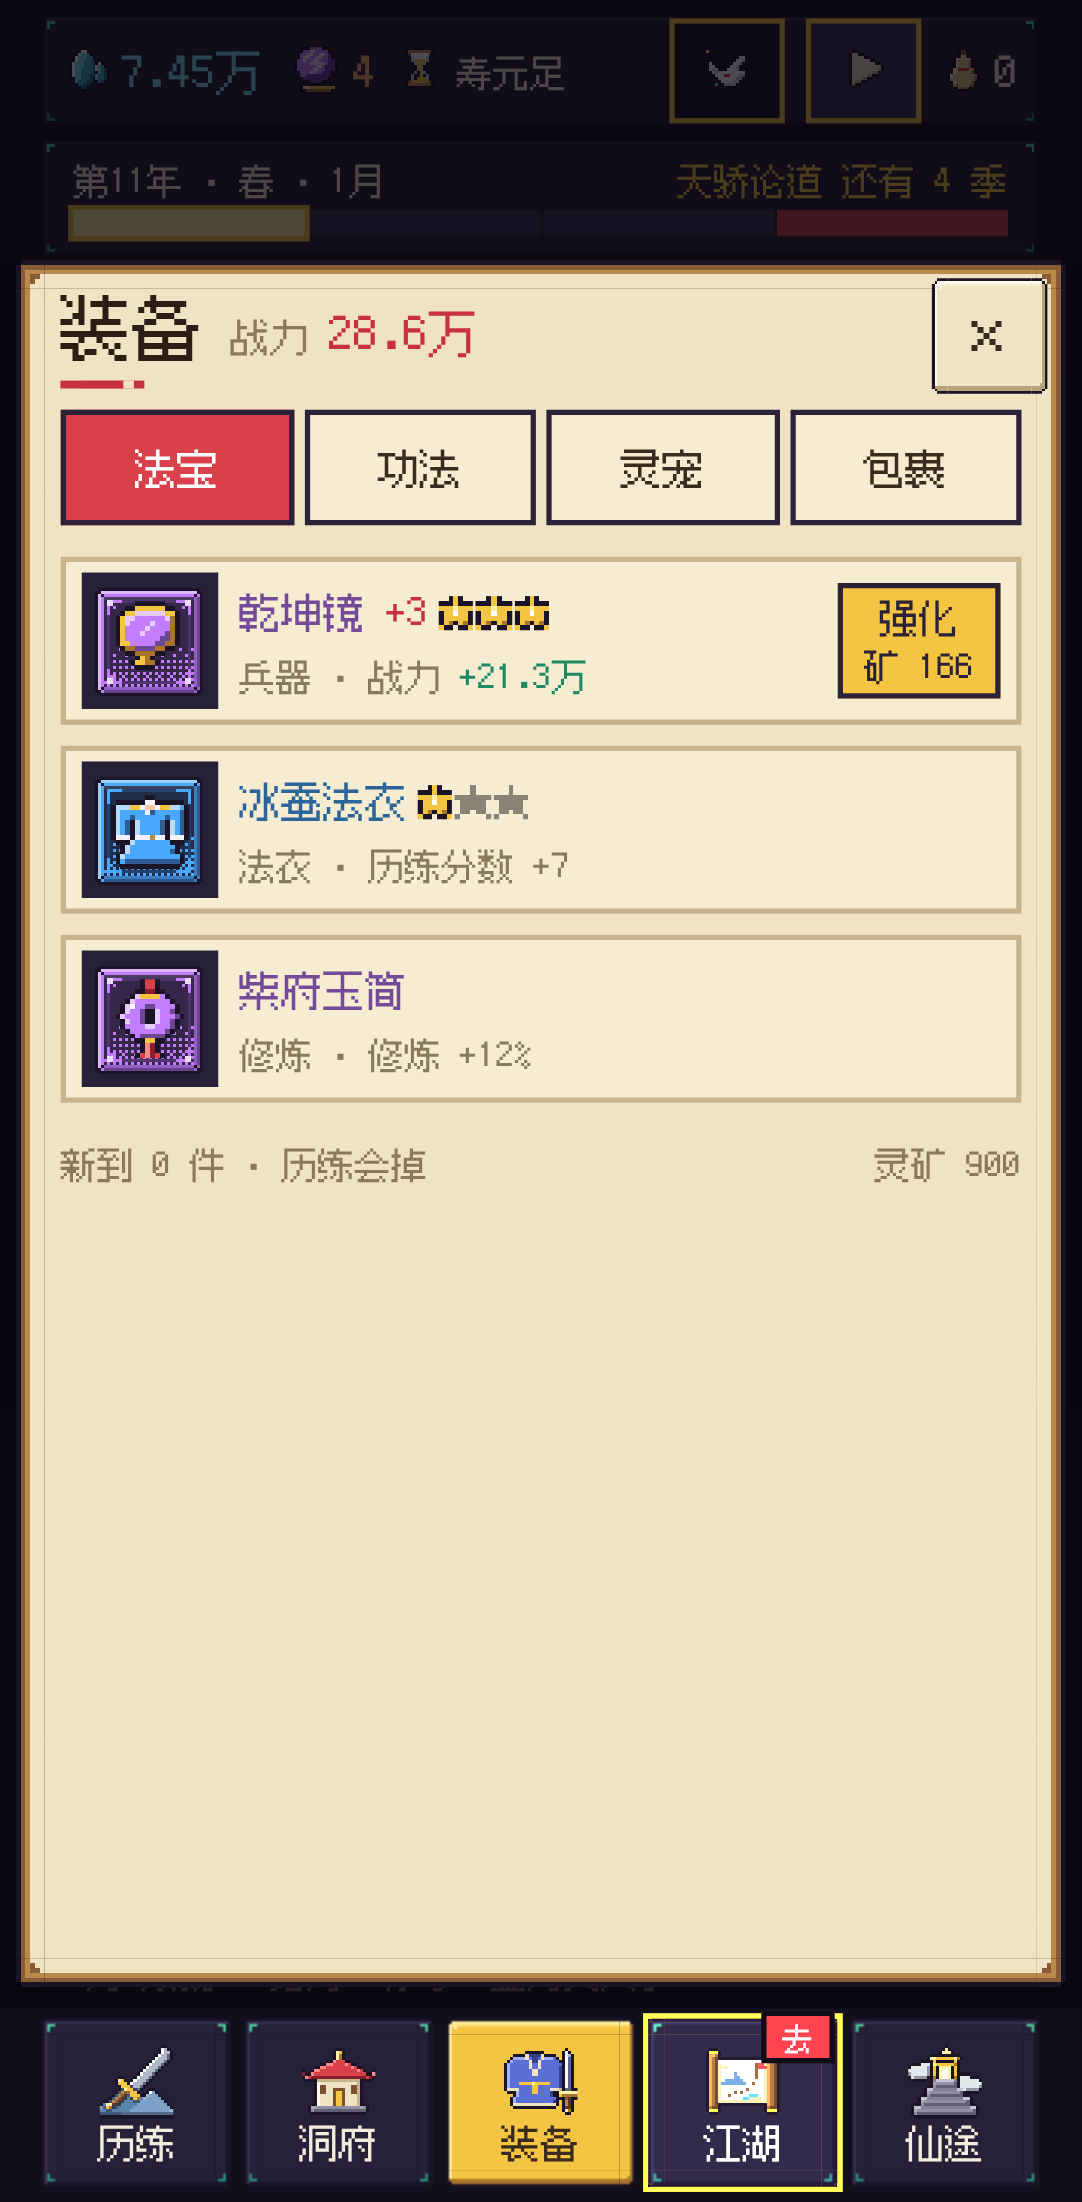 7.45万 4 寿元足 0
第11年 · 春 · 1月 天骄论道 还有 4 季
装备 战力 28.6万 x
法宝 功法 灵宠 包裹
乾坤镜 +3
兵器 · 战力 +21.3万
强化
矿 166
冰蚕法衣
法衣 · 历练分数 +7
紫府玉简
修炼 · 修炼 +12%
新到 0 件 · 历练会掉 灵矿 900
去
历练 洞府 装备 江湖 仙途